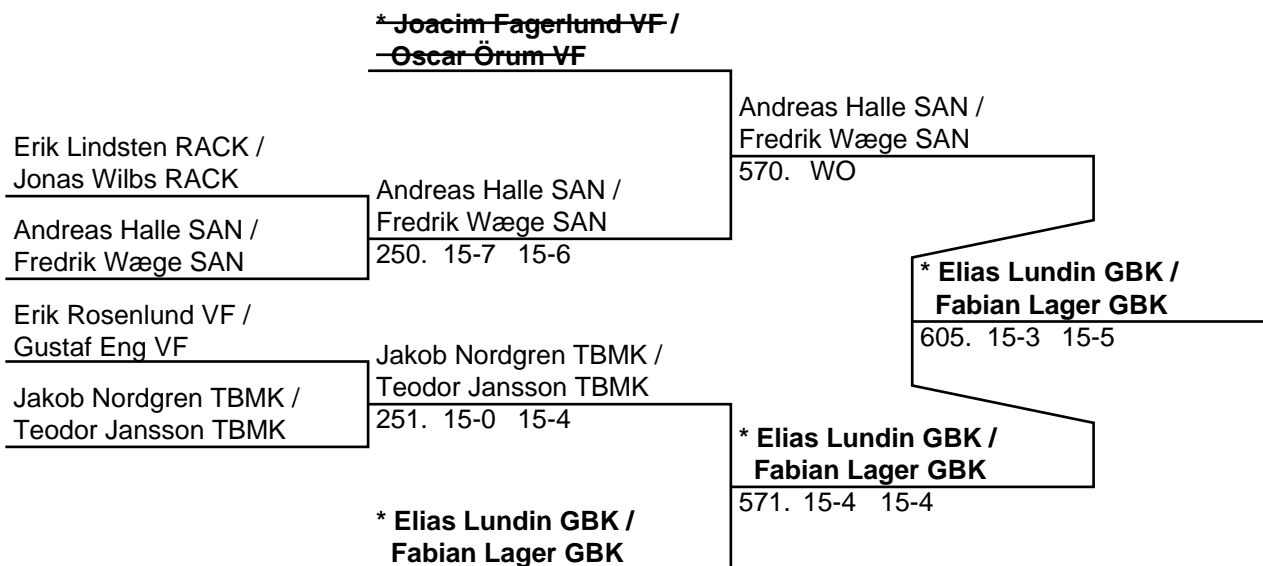 * Joacim Fagerlund VF /
Oscar Örum VF
Andreas Halle SAN /
Fredrik Wæge SAN
570. WO
Erik Lindsten RACK /
Jonas Wilbs RACK
Andreas Halle SAN /
Fredrik Wæge SAN
250. 15-7 15-6
Andreas Halle SAN /
Fredrik Wæge SAN
* Elias Lundin GBK /
Fabian Lager GBK
605. 15-3 15-5
Erik Rosenlund VF /
Gustaf Eng VF
Jakob Nordgren TBMK /
Teodor Jansson TBMK
251. 15-0 15-4
Jakob Nordgren TBMK /
Teodor Jansson TBMK
* Elias Lundin GBK /
Fabian Lager GBK
571. 15-4 15-4
* Elias Lundin GBK /
Fabian Lager GBK